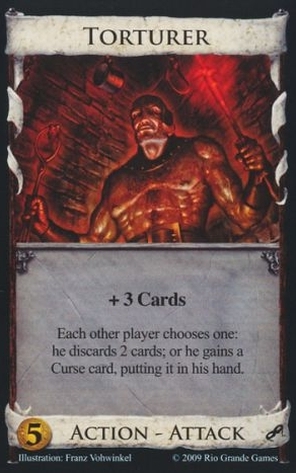 TORTURER
+3 Cards
Each other player chooses one:
he discards 2 cards; or he gains a
Curse card, putting it in his hand.
5 ACTION - ATTACK
Illustration: Franz Vohwinkel © 2009 Rio Grande Games